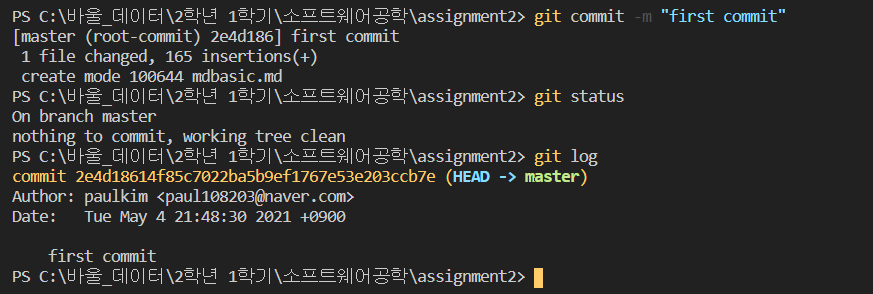 PS C:\바울_데이터\2학년 1학기\소프트웨어공학\assignment2> git commit -m "first commit"
[master (root-commit) 2e4d186] first commit
 1 file changed, 165 insertions(+)
 create mode 100644 mdbasic.md
PS C:\바울_데이터\2학년 1학기\소프트웨어공학\assignment2> git status
On branch master
nothing to commit, working tree clean
PS C:\바울_데이터\2학년 1학기\소프트웨어공학\assignment2> git log
commit 2e4d18614f85c7022ba5b9ef1767e53e203ccb7e (HEAD -> master)
Author: paulkim <paul108203@naver.com>
Date:   Tue May 4 21:48:30 2021 +0900

    first commit
PS C:\바울_데이터\2학년 1학기\소프트웨어공학\assignment2>